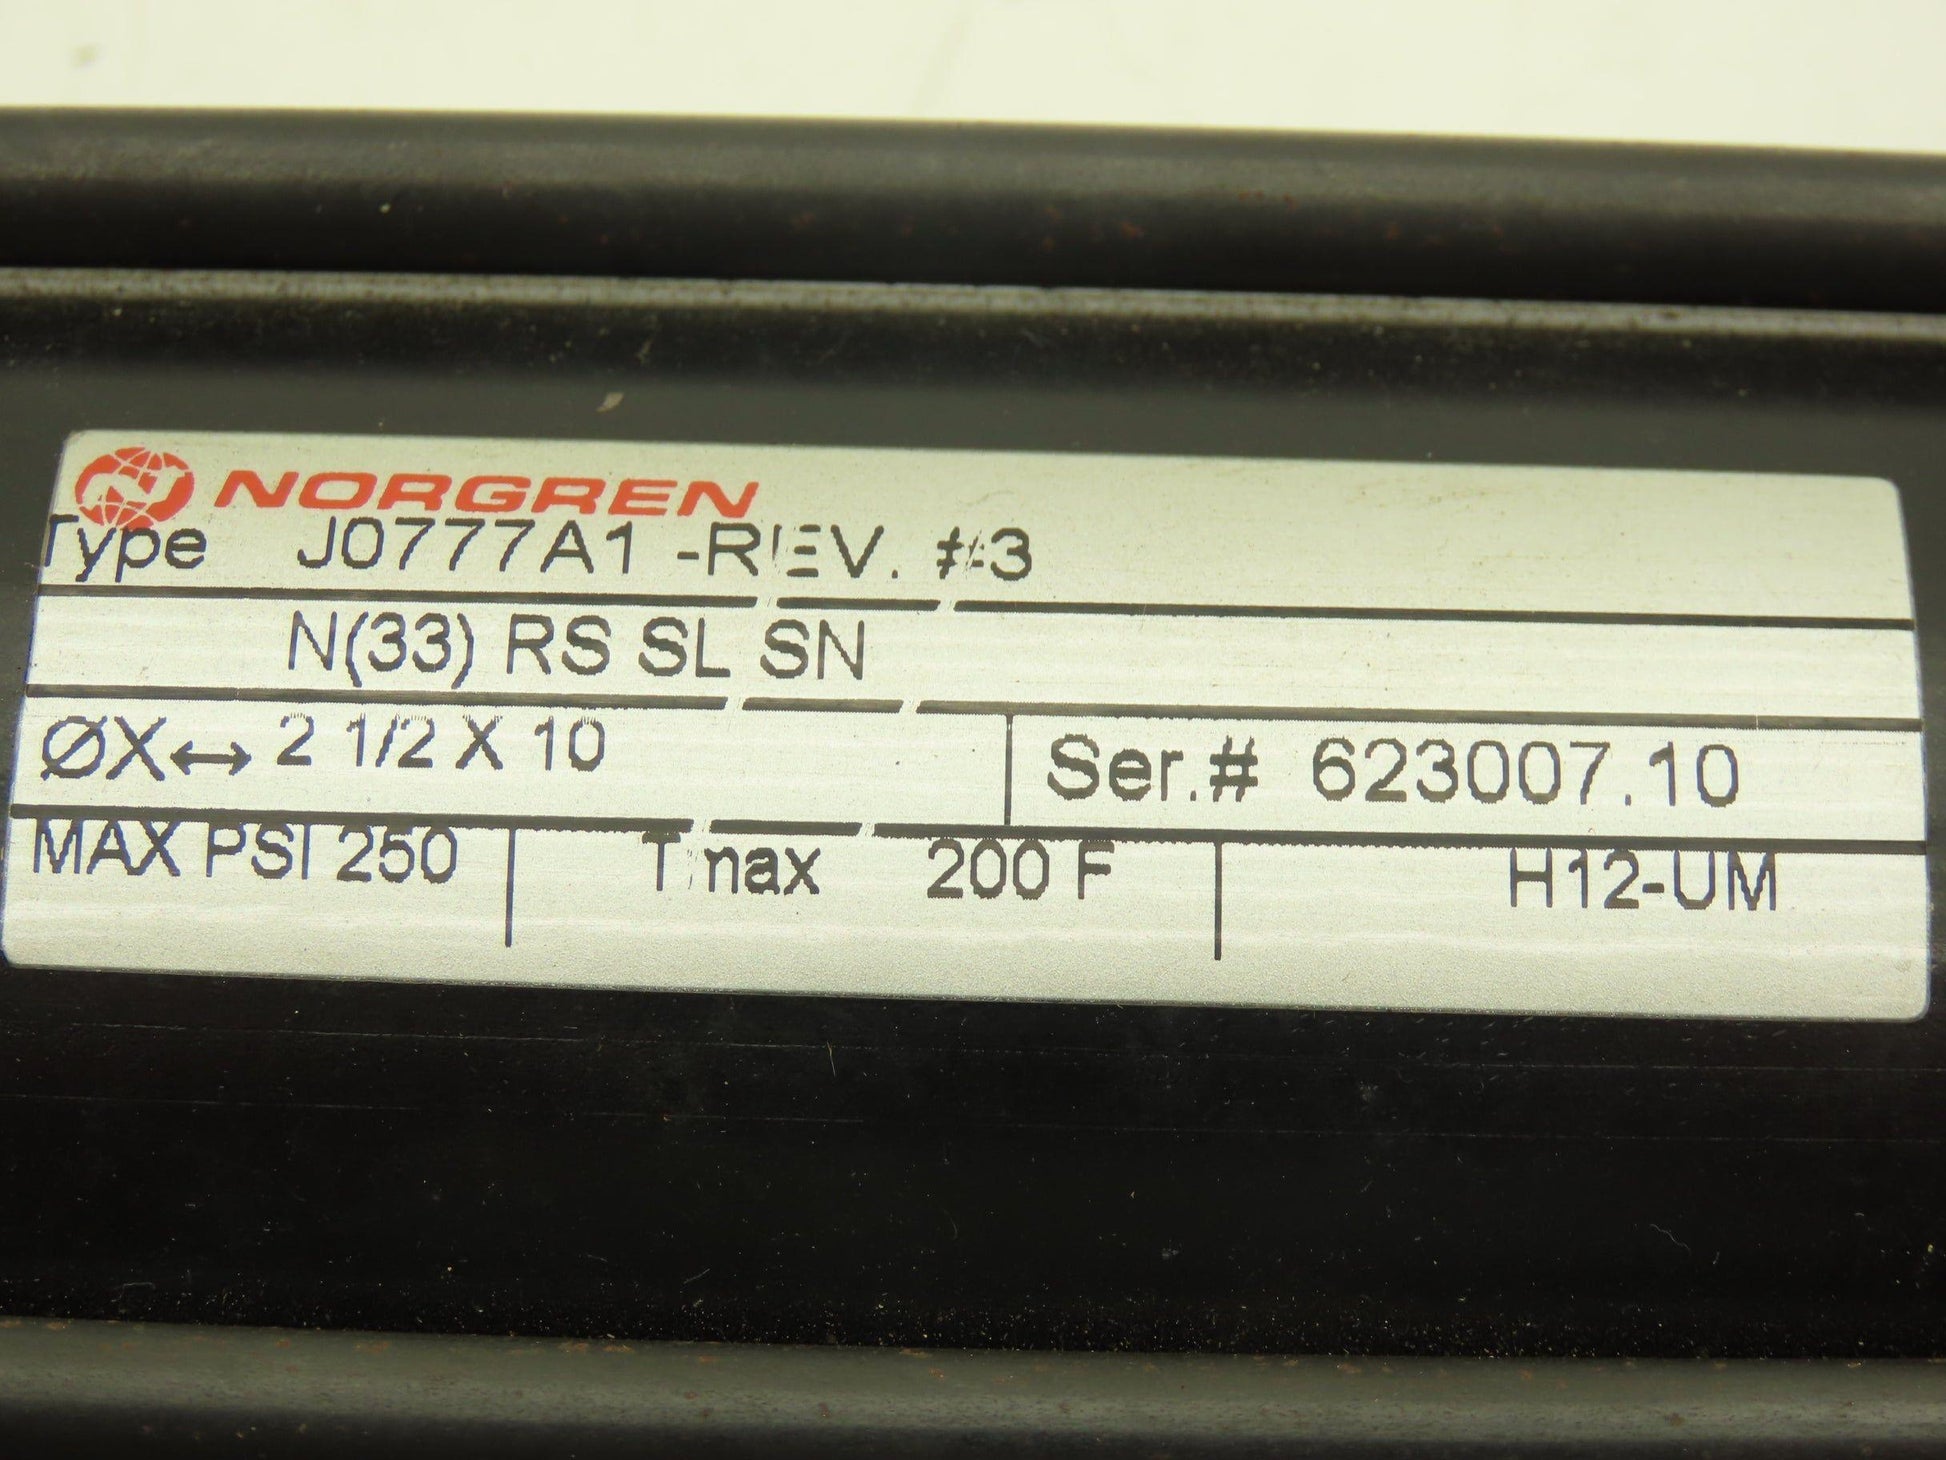 NORGREN
Type J0777A1 -REV. #3
N(33) RS SL SN
ØX↔ 2 1/2 X 10 Ser.# 623007.10
MAX PSI 250 T max 200 F H12-UM